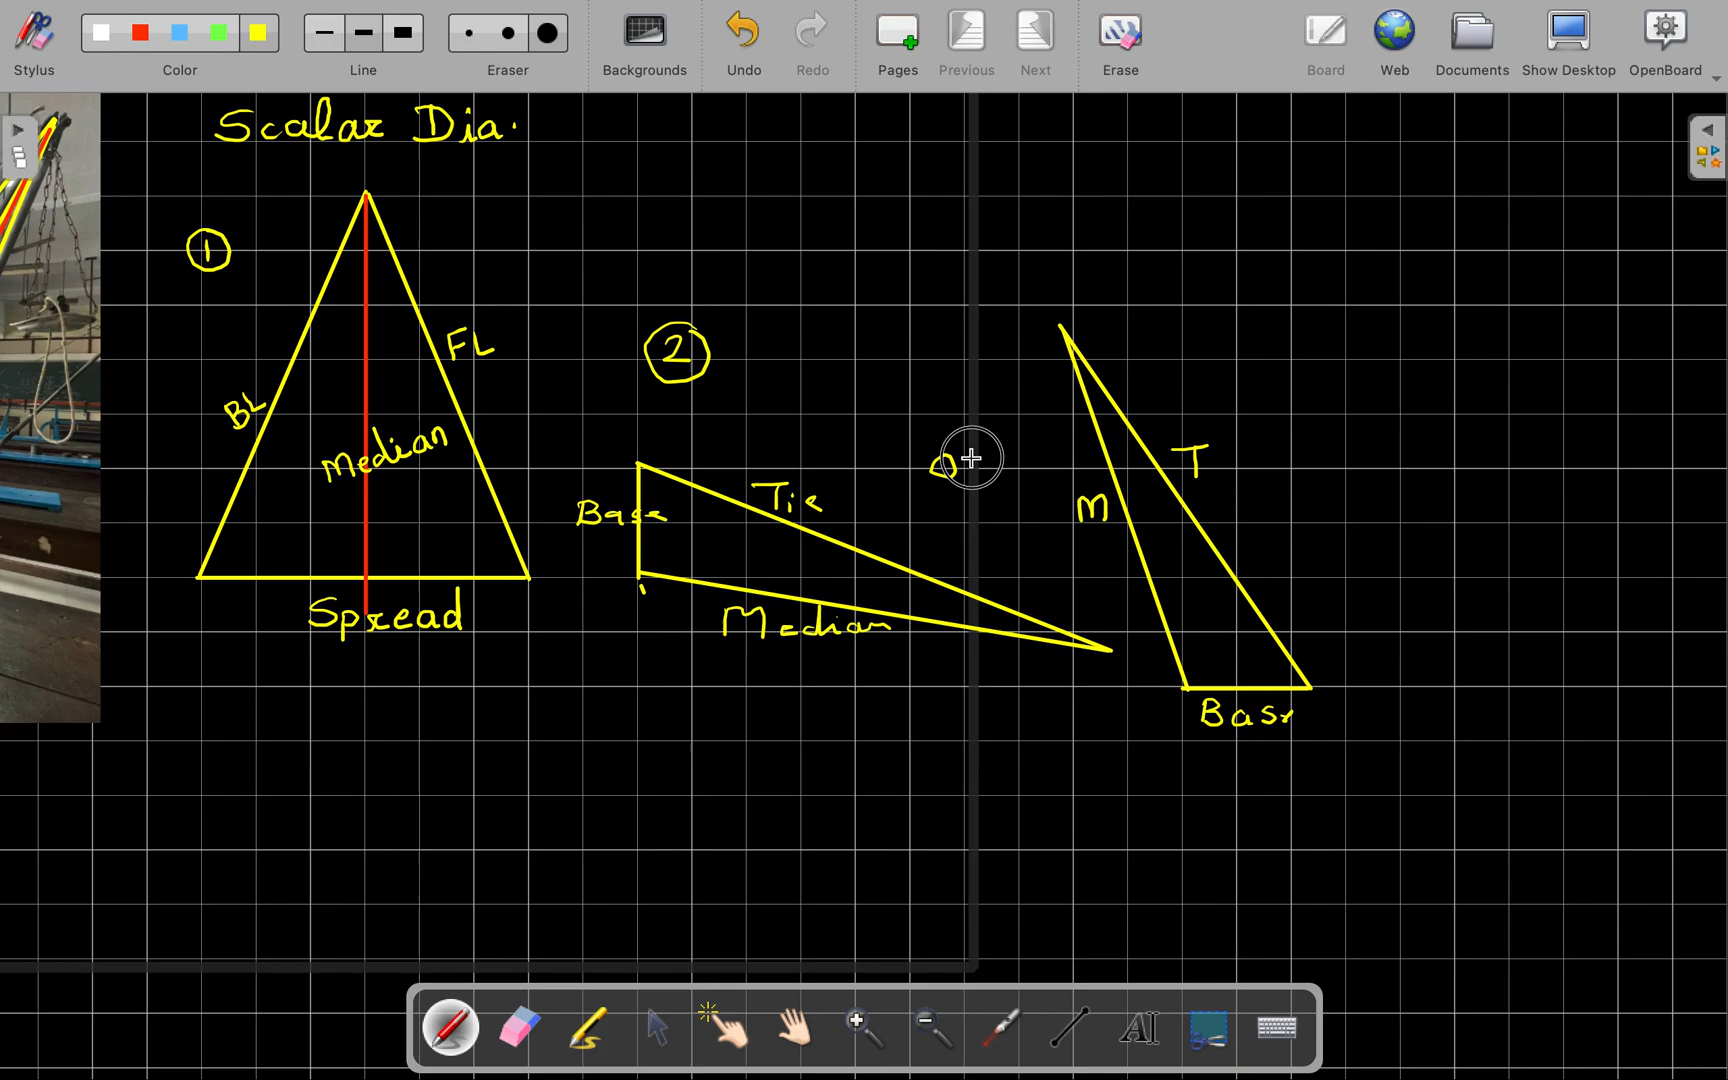 Stylus
Color
Line
Eraser
Backgrounds
Undo
Redo
Pages
Previous
Next
Erase
Board
Web
Documents
Show Desktop
OpenBoard
Scalar Dia.
1
2
FL
BL
Median
Spread
Base
Tie
Median
T
M
Base
AI